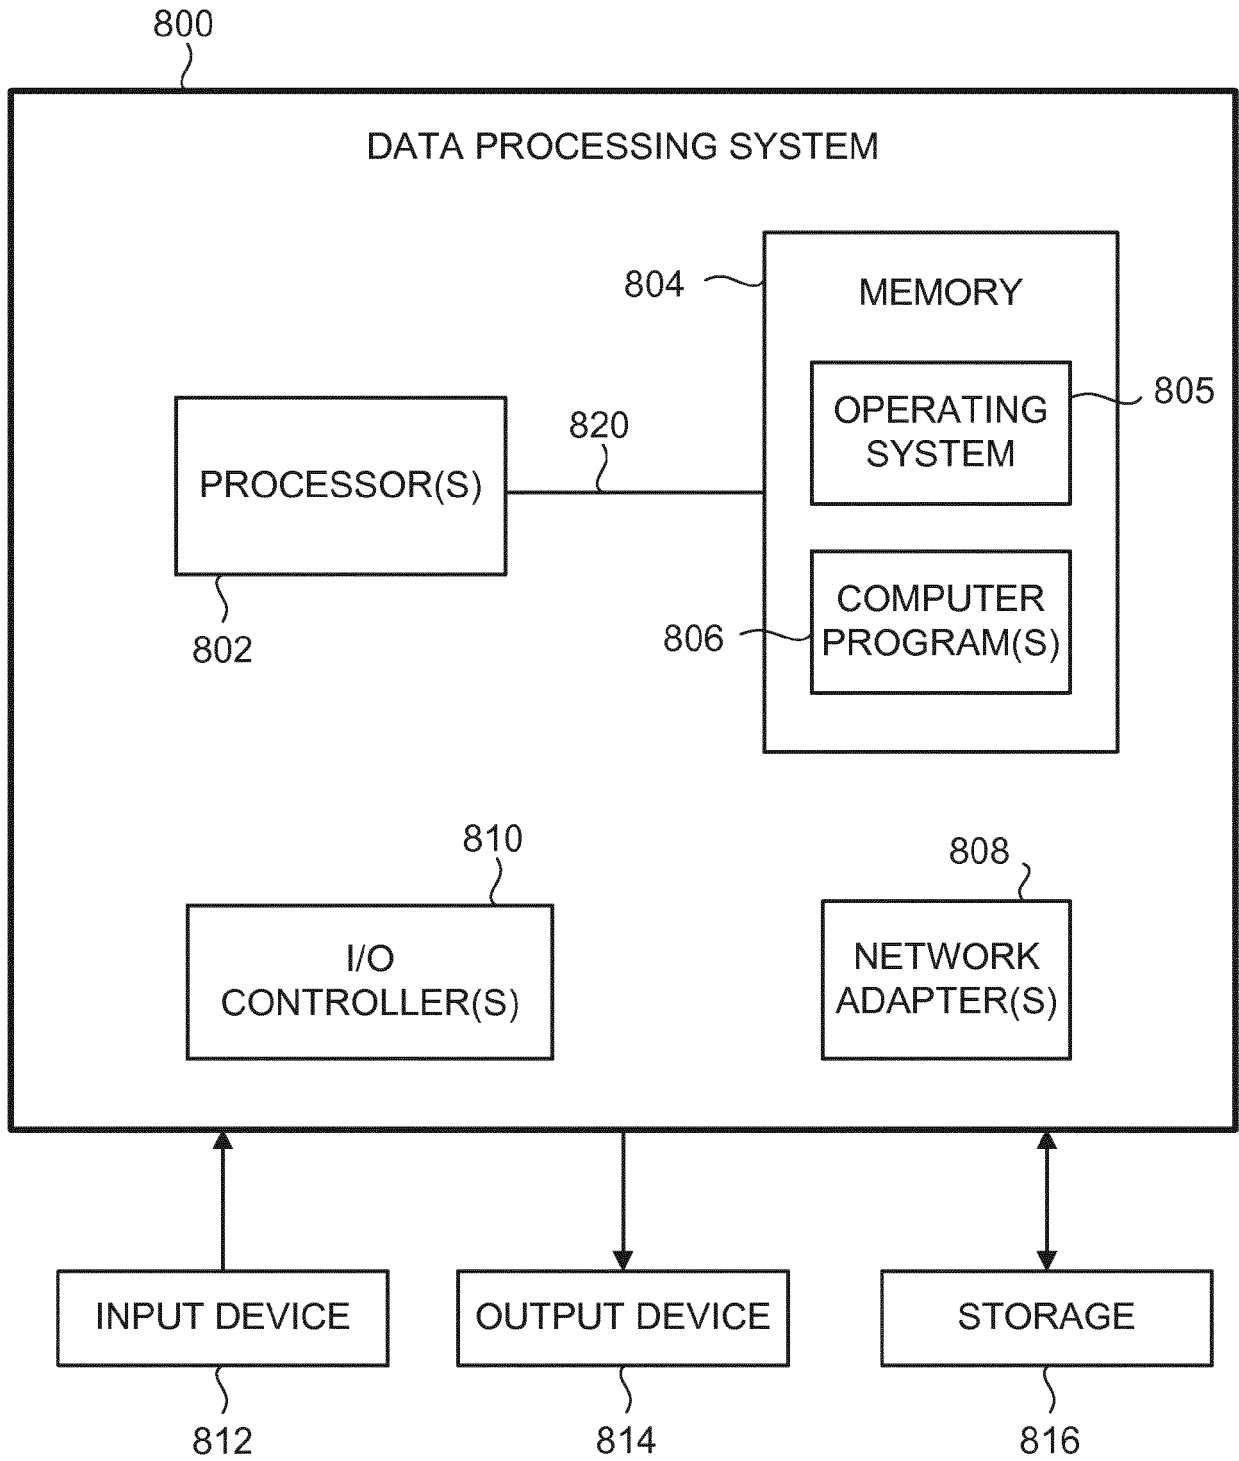 800
DATA PROCESSING SYSTEM
804
MEMORY
805
OPERATING
SYSTEM
820
PROCESSOR(S)
802
806
COMPUTER
PROGRAM(S)
810
I/O
CONTROLLER(S)
808
NETWORK
ADAPTER(S)
INPUT DEVICE
OUTPUT DEVICE
STORAGE
812
814
816